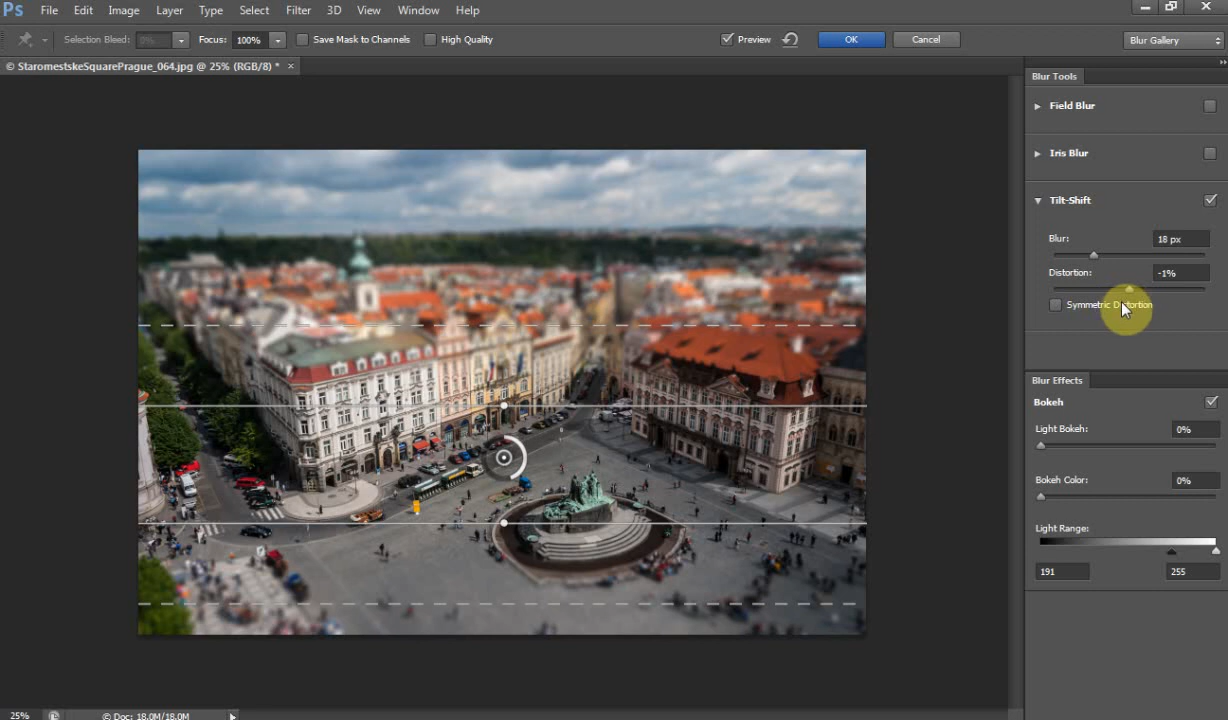 Ps File Edit Image Layer Type Select Filter 3D View Window Help
Selection Bleed: 0% Focus: 100% Save Mask to Channels High Quality Preview OK Cancel Blur Gallery
© StaromestskeSquarePrague_064.jpg @ 25% (RGB/8) * ×
Blur Tools
Field Blur
Iris Blur
Tilt-Shift
Blur: 18 px
Distortion: -1%
Symmetric Distortion
Blur Effects
Bokeh
Light Bokeh: 0%
Bokeh Color: 0%
Light Range:
191 255
25% © Doc: 18.0M/18.0M